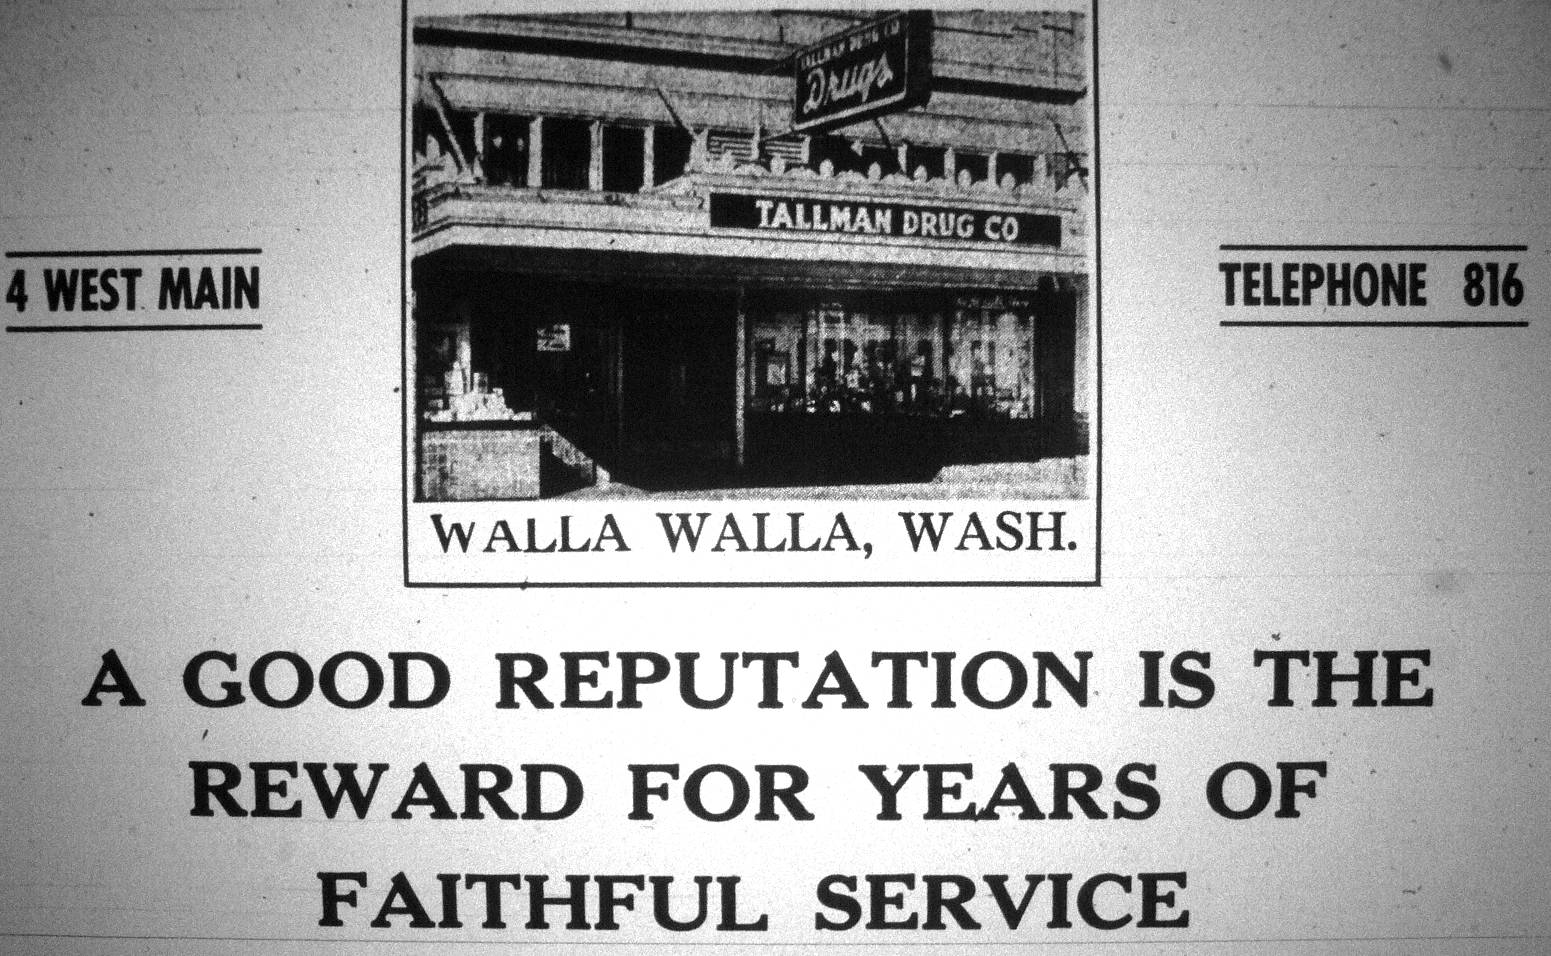 TALLMAN DRUG CO
Drugs
TALLMAN DRUG CO
4 WEST MAIN
TELEPHONE 816
WALLA WALLA, WASH.
A GOOD REPUTATION IS THE
REWARD FOR YEARS OF
FAITHFUL SERVICE